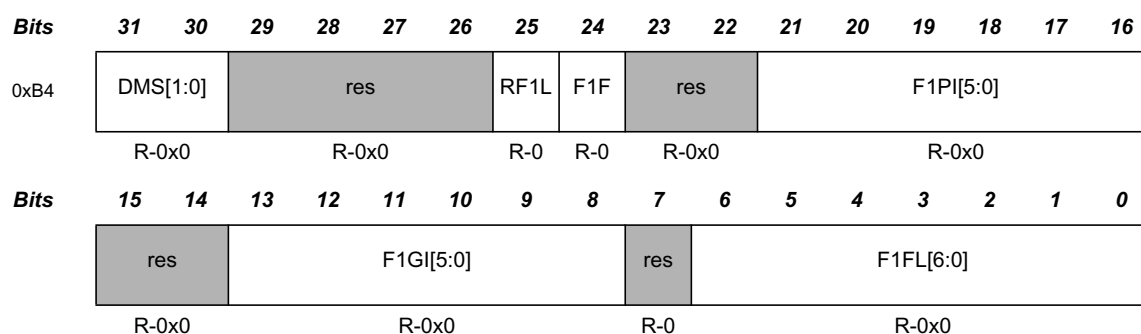 Bits 31 30 29 28 27 26 25 24 23 22 21 20 19 18 17 16
0xB4 DMS[1:0] res RF1L F1F res F1PI[5:0]
R-0x0 R-0x0 R-0 R-0 R-0x0 R-0x0
Bits 15 14 13 12 11 10 9 8 7 6 5 4 3 2 1 0
res F1GI[5:0] res F1FL[6:0]
R-0x0 R-0x0 R-0 R-0x0